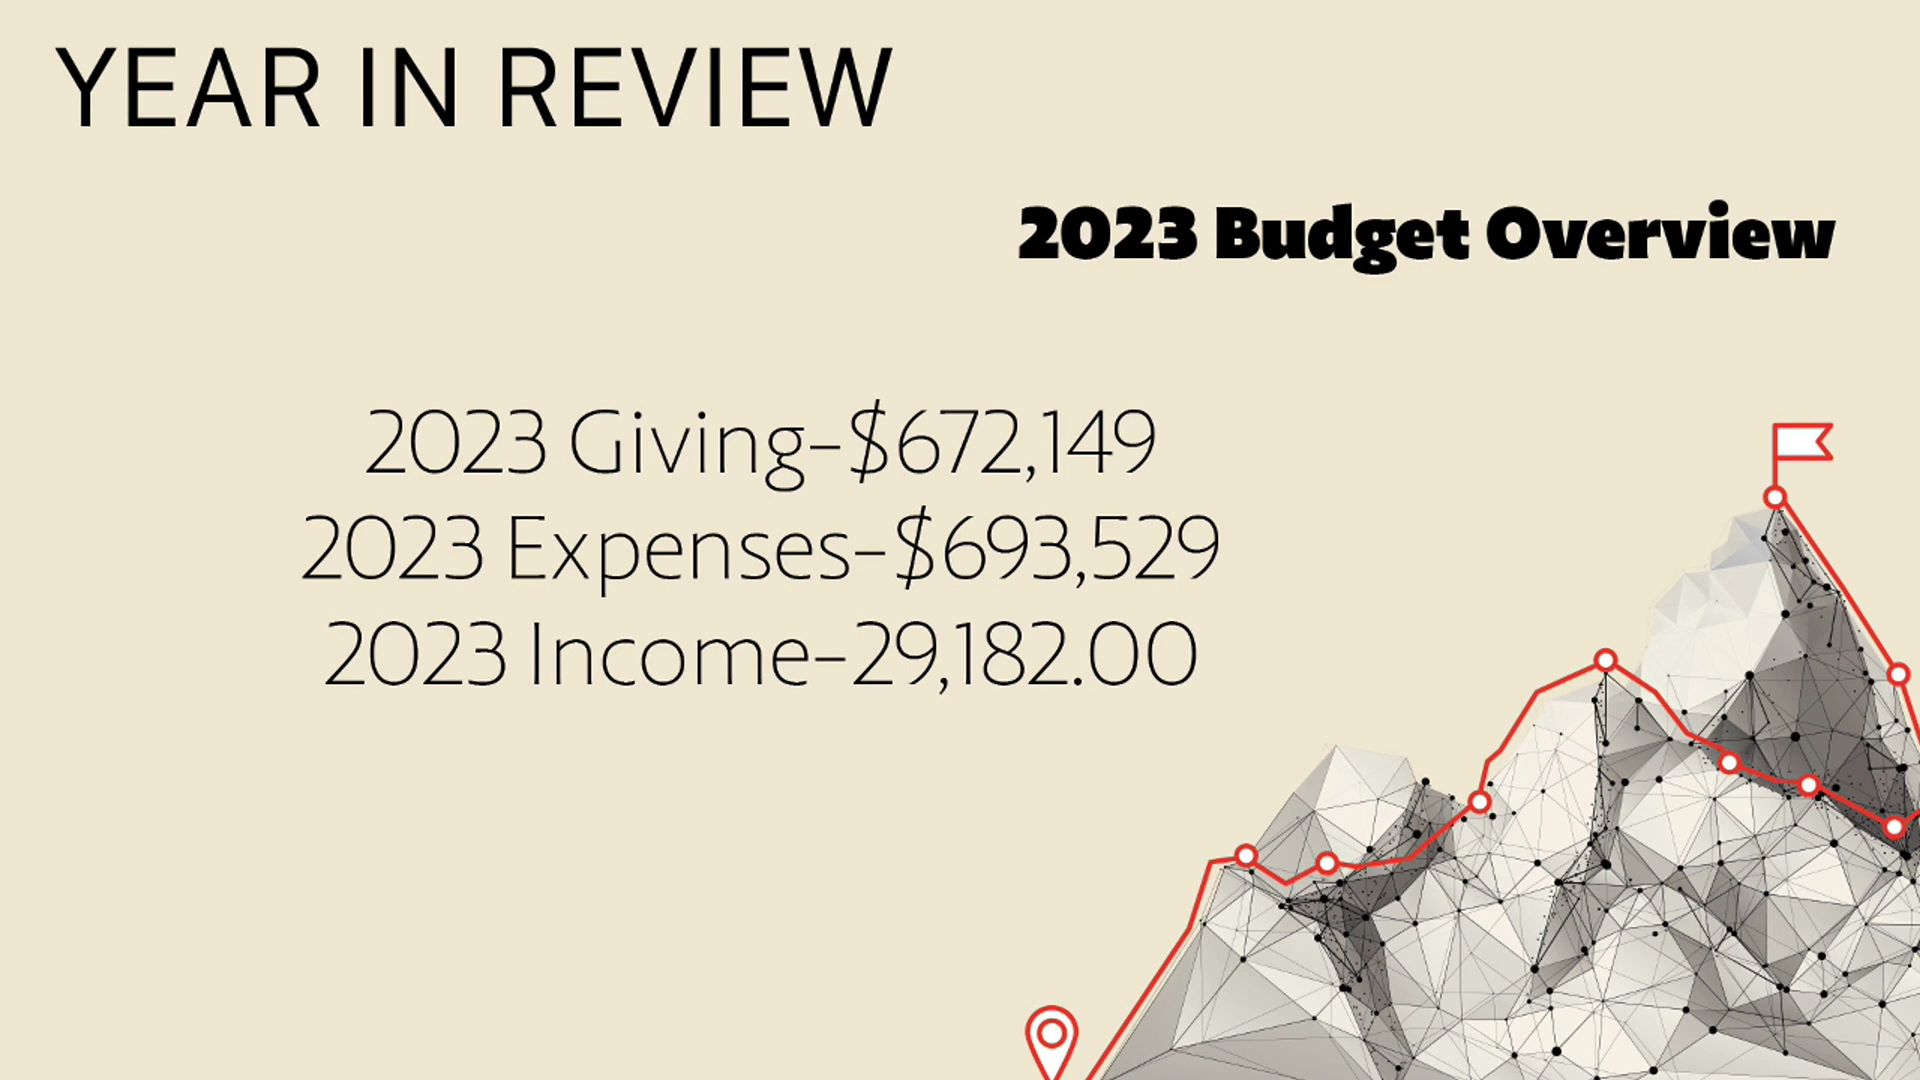 YEAR IN REVIEW
2023 Budget Overview
2023 Giving-$672,149
2023 Expenses-$693,529
2023 Income-29,182.00